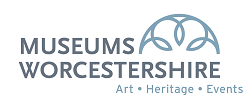 MUSEUMS
WORCESTERSHIRE
Art • Heritage • Events